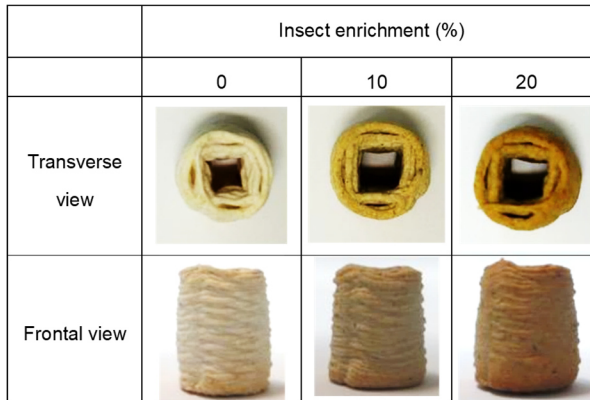 Insect enrichment (%)
0 10 20
Transverse
view
Frontal view